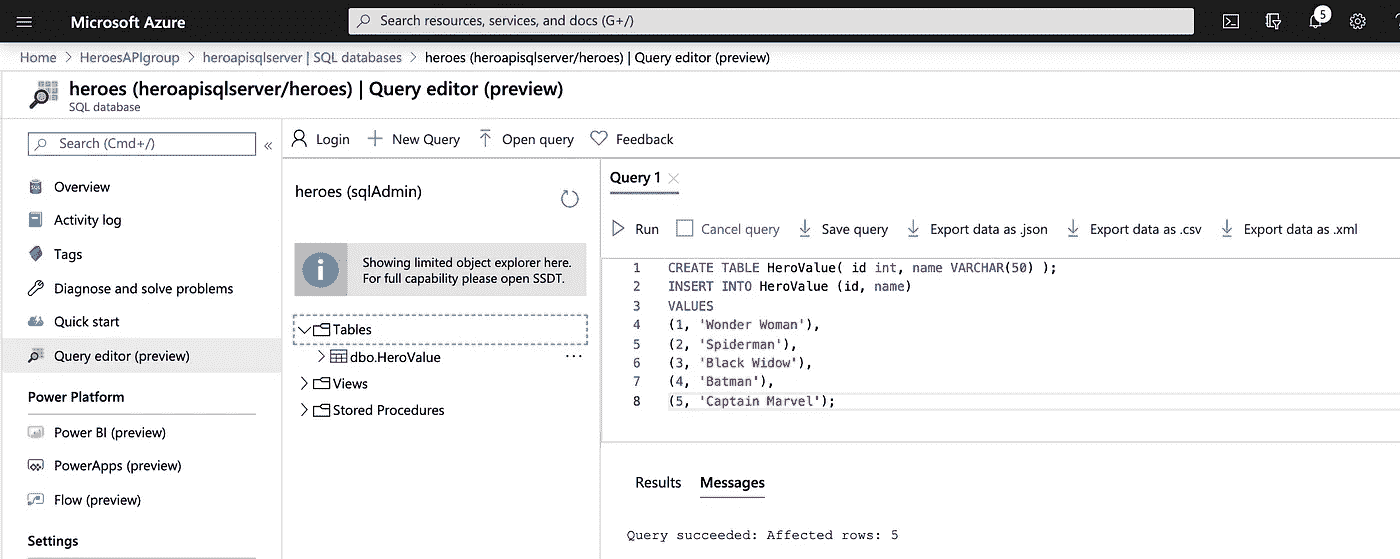 Microsoft Azure
Search resources, services, and docs (G+/)
5
Home > HeroesAPIgroup > heroapisqlserver | SQL databases > heroes (heroapisqlserver/heroes) | Query editor (preview)
heroes (heroapisqlserver/heroes) | Query editor (preview)
SQL database
Search (Cmd+/)
«
Overview
Activity log
Tags
Diagnose and solve problems
Quick start
Query editor (preview)
Power Platform
Power BI (preview)
PowerApps (preview)
Flow (preview)
Settings
Login
New Query
Open query
Feedback
heroes (sqlAdmin)
Showing limited object explorer here.
For full capability please open SSDT.
Tables
dbo.HeroValue ...
Views
Stored Procedures
Query 1
Run
Cancel query
Save query
Export data as .json
Export data as .csv
Export data as .xml
1 CREATE TABLE HeroValue( id int, name VARCHAR(50) );
2 INSERT INTO HeroValue (id, name)
3 VALUES
4 (1, 'Wonder Woman'),
5 (2, 'Spiderman'),
6 (3, 'Black Widow'),
7 (4, 'Batman'),
8 (5, 'Captain Marvel');
Results
Messages
Query succeeded: Affected rows: 5